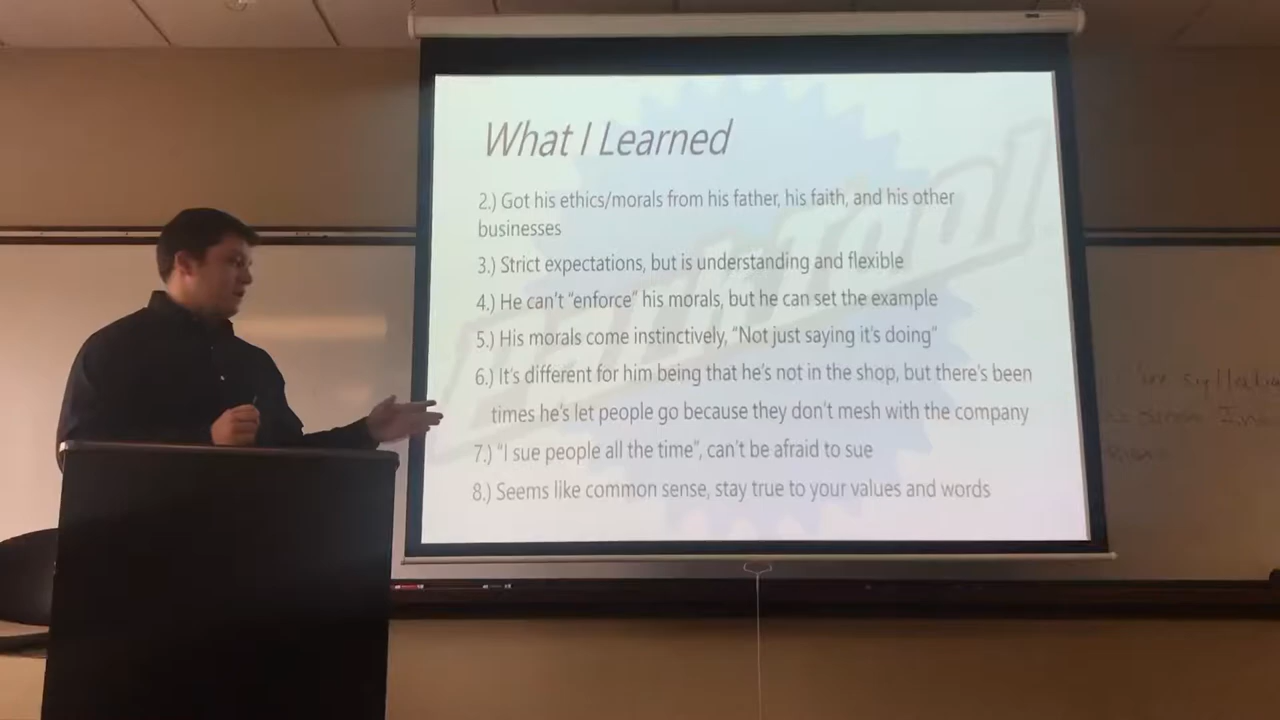 What I Learned
2.) Got his ethics/morals from his father, his faith, and his other
businesses
3.) Strict expectations, but is understanding and flexible
4.) He can't "enforce" his morals, but he can set the example
5.) His morals come instinctively, "Not just saying it's doing"
6.) It's different for him being that he's not in the shop, but there's been
times he's let people go because they don't mesh with the company
7.) "I sue people all the time", can't be afraid to sue
8.) Seems like common sense, stay true to your values and words